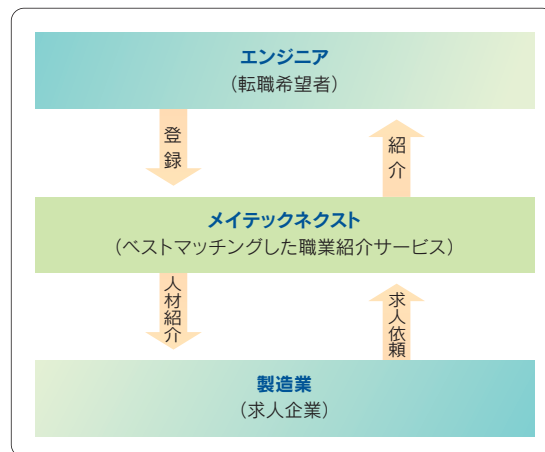 エンジニア
(転職希望者)
登録
紹介
メイテックネクスト
(ベストマッチングした職業紹介サービス)
人材紹介
求人依頼
製造業
(求人企業)